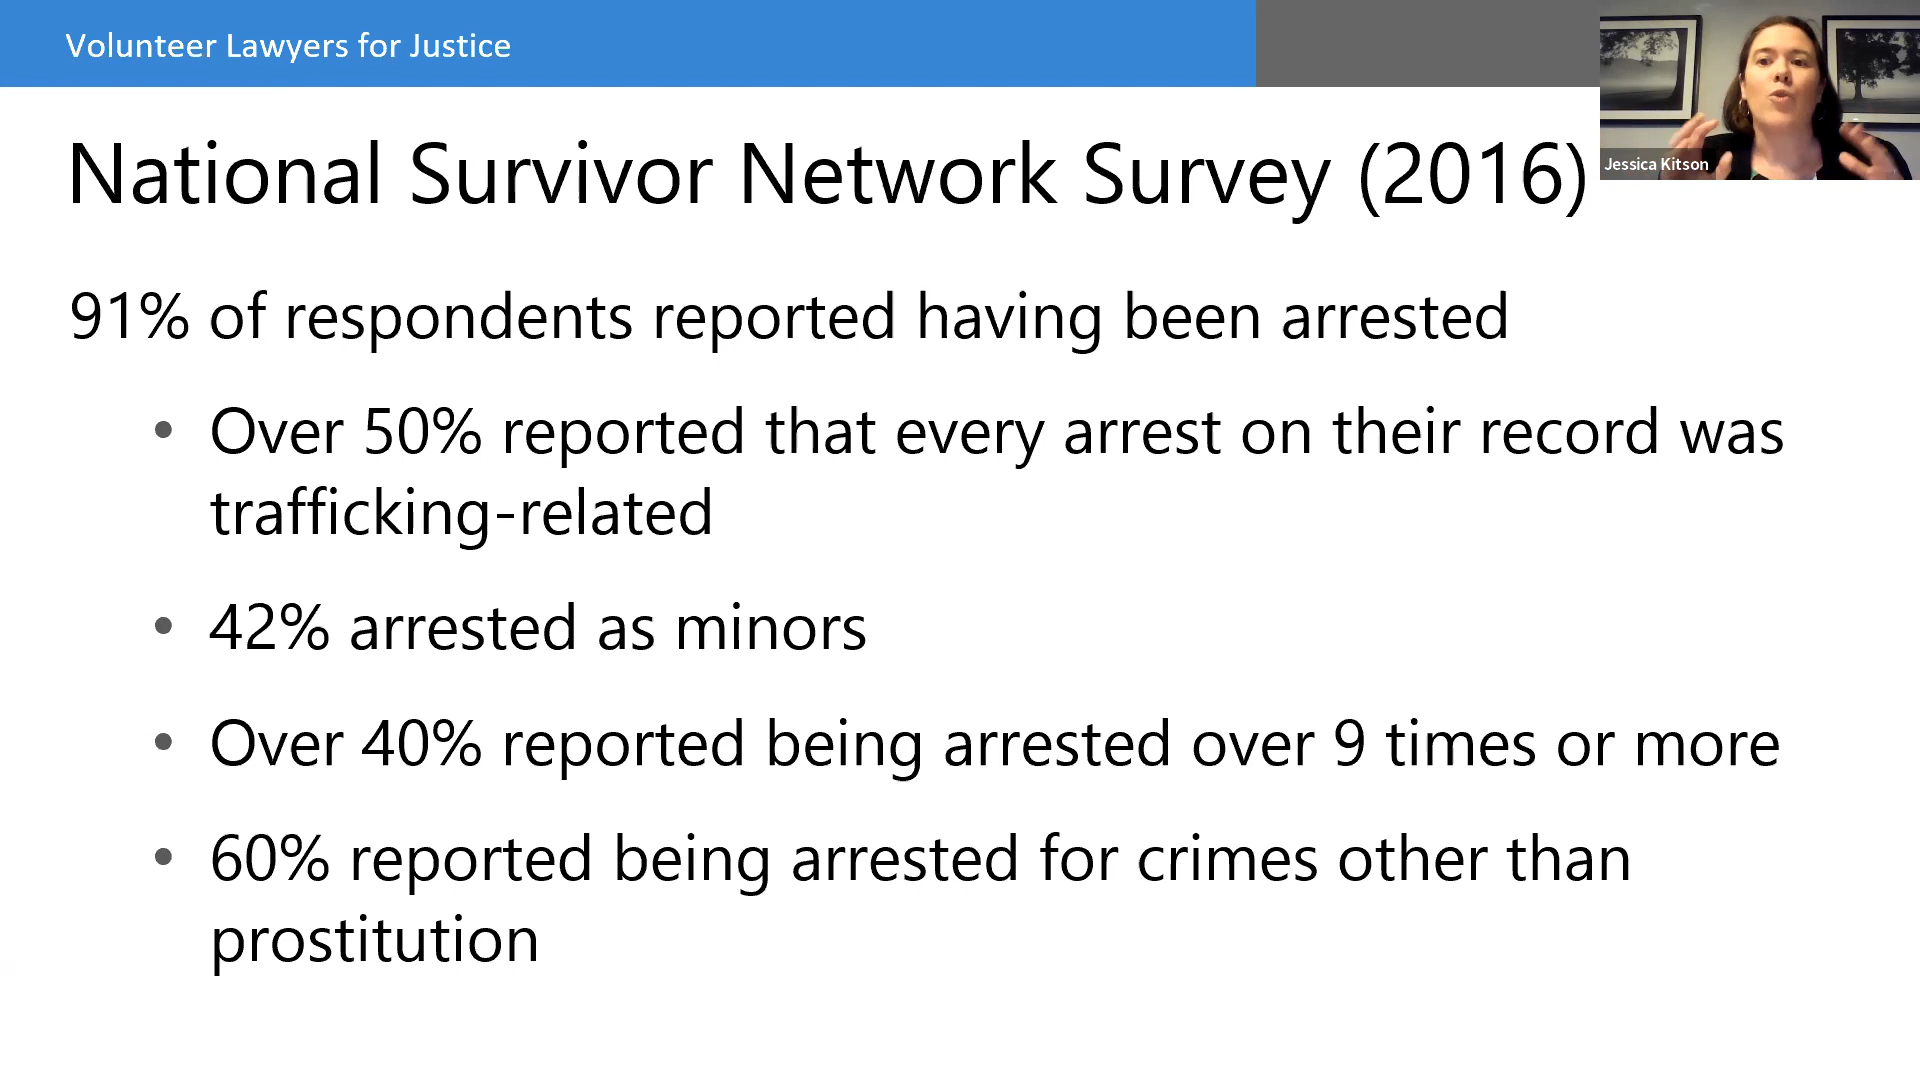 Volunteer Lawyers for Justice
Jessica Kitson
National Survivor Network Survey (2016)
91% of respondents reported having been arrested
• Over 50% reported that every arrest on their record was
trafficking-related
• 42% arrested as minors
• Over 40% reported being arrested over 9 times or more
• 60% reported being arrested for crimes other than
prostitution